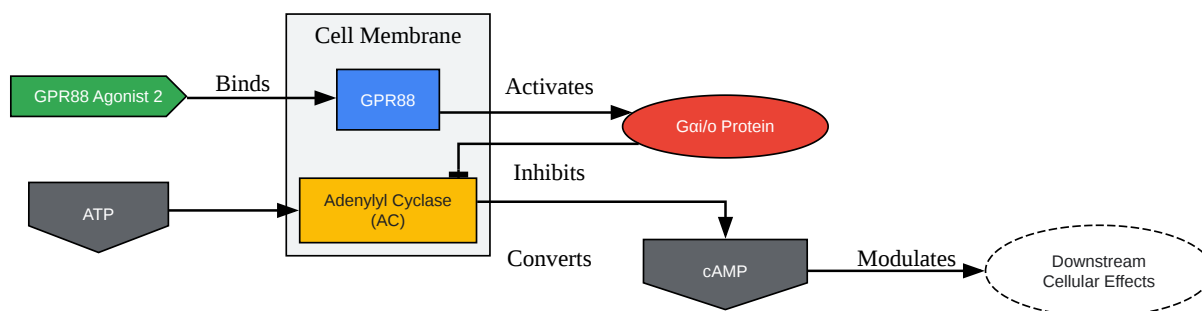 Cell Membrane
GPR88 Agonist 2
Binds
GPR88
Activates
Gαi/o Protein
Inhibits
ATP
Adenylyl Cyclase
(AC)
Converts
cAMP
Modulates
Downstream
Cellular Effects